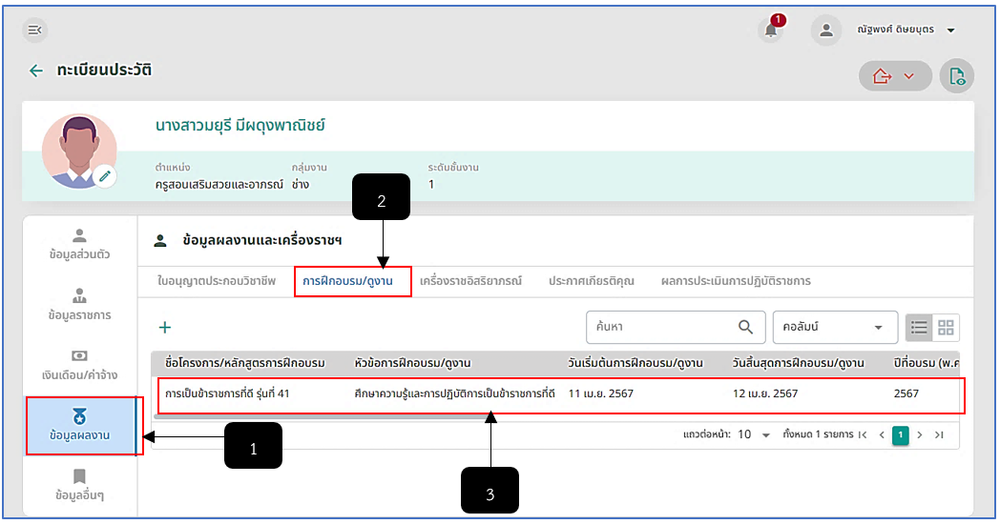 1
ณัฐพงศ์ ดิษยบุตร
ทะเบียนประวัติ
นางสาวมยุรี มีผดุงพาณิชย์
ตำแหน่ง กลุ่มงาน ระดับชั้นงาน
ครูสอนเสริมสวยและอาภรณ์ ช่าง 1
2
ข้อมูลส่วนตัว
ข้อมูลราชการ
เงินเดือน/ค่าจ้าง
ข้อมูลผลงาน
ข้อมูลอื่นๆ
ข้อมูลผลงานและเครื่องราชฯ
ใบอนุญาตประกอบวิชาชีพ การฝึกอบรม/ดูงาน เครื่องราชอิสริยาภรณ์ ประกาศเกียรติคุณ ผลการประเมินการปฏิบัติราชการ
ค้นหา คอลัมน์
ชื่อโครงการ/หลักสูตรการฝึกอบรม หัวข้อการฝึกอบรม/ดูงาน วันเริ่มต้นการฝึกอบรม/ดูงาน วันสิ้นสุดการฝึกอบรม/ดูงาน ปีที่อบรม (พ.ศ
การเป็นข้าราชการที่ดี รุ่นที่ 41 ศึกษาความรู้และการปฏิบัติการเป็นข้าราชการที่ดี 11 เม.ย. 2567 12 เม.ย. 2567 2567
แถวต่อหน้า: 10 ทั้งหมด 1 รายการ 1
1
3